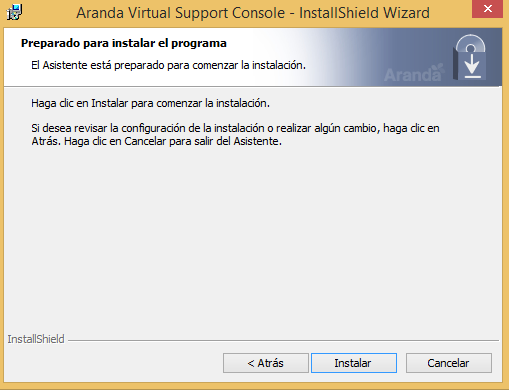 Aranda Virtual Support Console - InstallShield Wizard
Preparado para instalar el programa
El Asistente está preparado para comenzar la instalación.
Aranda
Haga clic en Instalar para comenzar la instalación.
Si desea revisar la configuración de la instalación o realizar algún cambio, haga clic en
Atrás. Haga clic en Cancelar para salir del Asistente.
InstallShield
< Atrás
Instalar
Cancelar